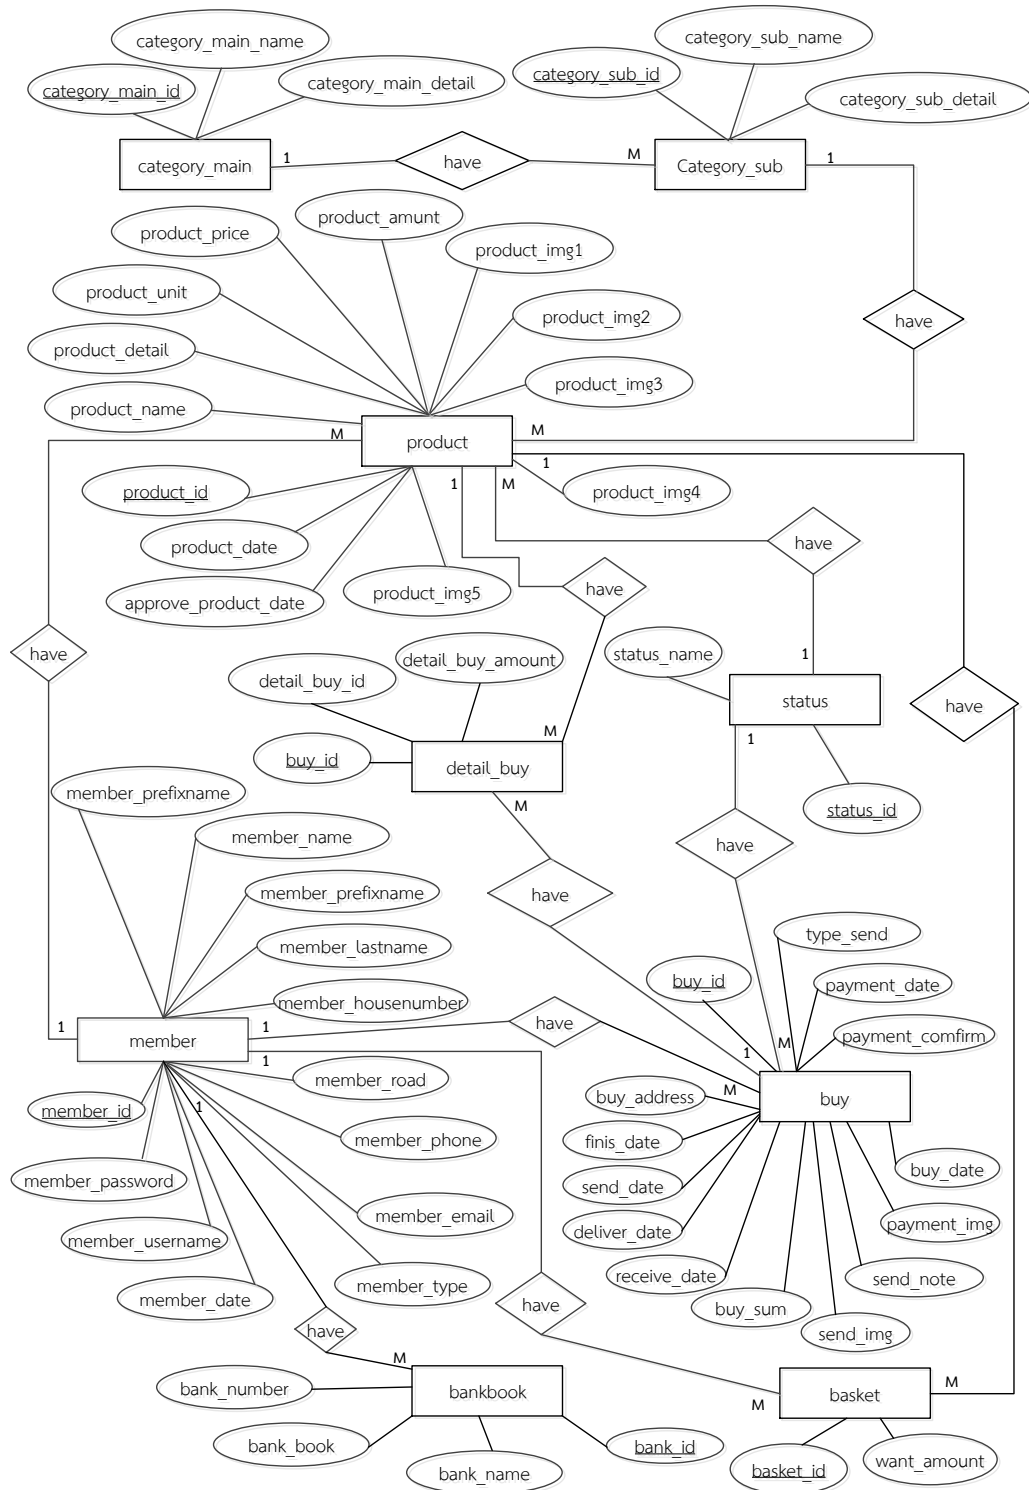 category_main_name
category_sub_name
category_main_id
category_main_detail
category_sub_id
category_sub_detail
category_main
1
have
M
Category_sub
1
product_amunt
product_price
product_img1
product_unit
product_img2
have
product_detail
product_img3
product_name
M
product
M
1
product_id
1
M
product_img4
product_date
have
approve_product_date
product_img5
have
have
status_name
detail_buy_amount
detail_buy_id
1
status
have
M
1
buy_id
detail_buy
member_prefixname
M
status_id
member_name
have
member_prefixname
have
type_send
member_lastname
buy_id
payment_date
member_housenumber
1
member
1
have
M
payment_comfirm
1
1
member_road
M
buy
member_id
1
buy_address
member_phone
finis_date
buy_date
member_password
send_date
member_email
payment_img
member_username
deliver_date
member_type
receive_date
send_note
member_date
have
buy_sum
have
send_img
M
bankbook
M
basket
M
bank_number
bank_book
bank_id
bank_name
basket_id
want_amount